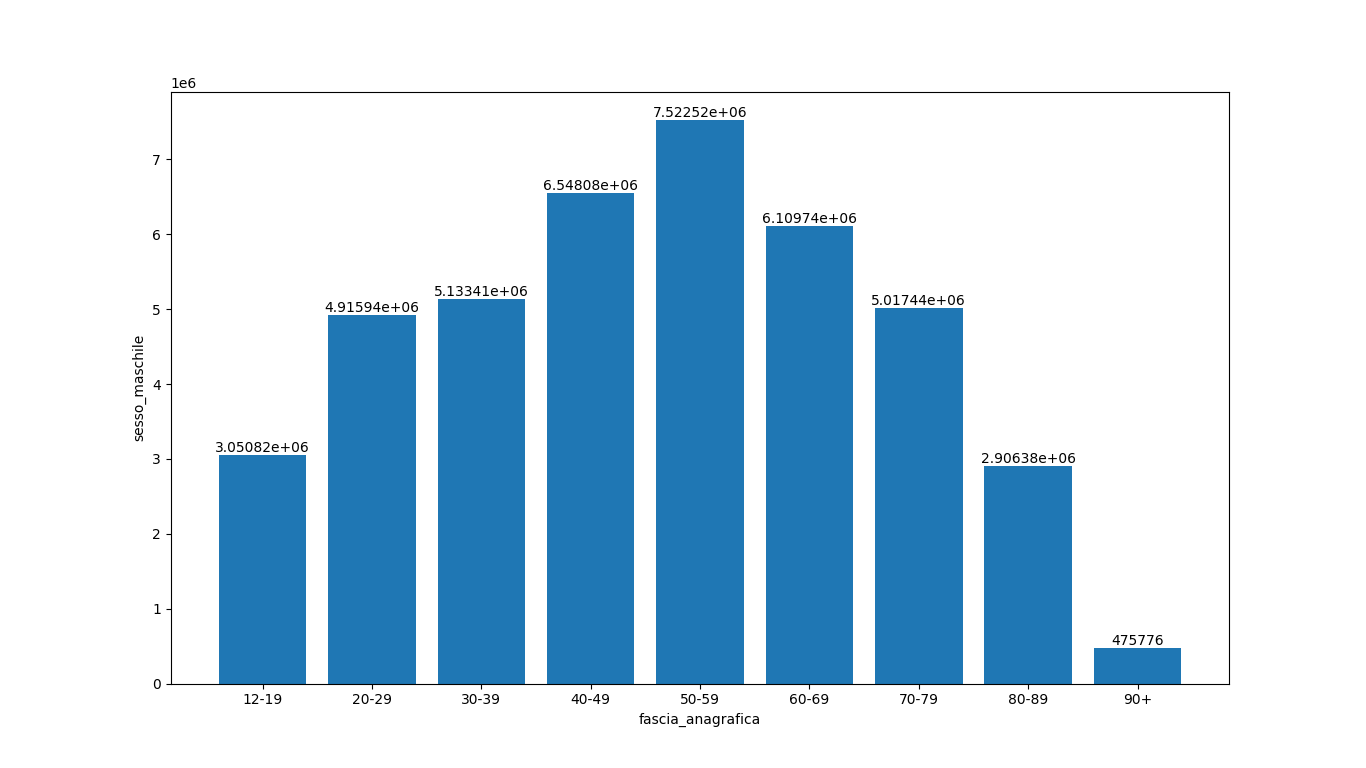 1e6
7.52252e+06
7
6.54808e+06
6.10974e+06
6
5.13341e+06
5.01744e+06
4.91594e+06
5
sesso_maschile
4
3.05082e+06
2.90638e+06
3
2
1
475776
0
12-19 20-29 30-39 40-49 50-59 60-69 70-79 80-89 90+
fascia_anagrafica